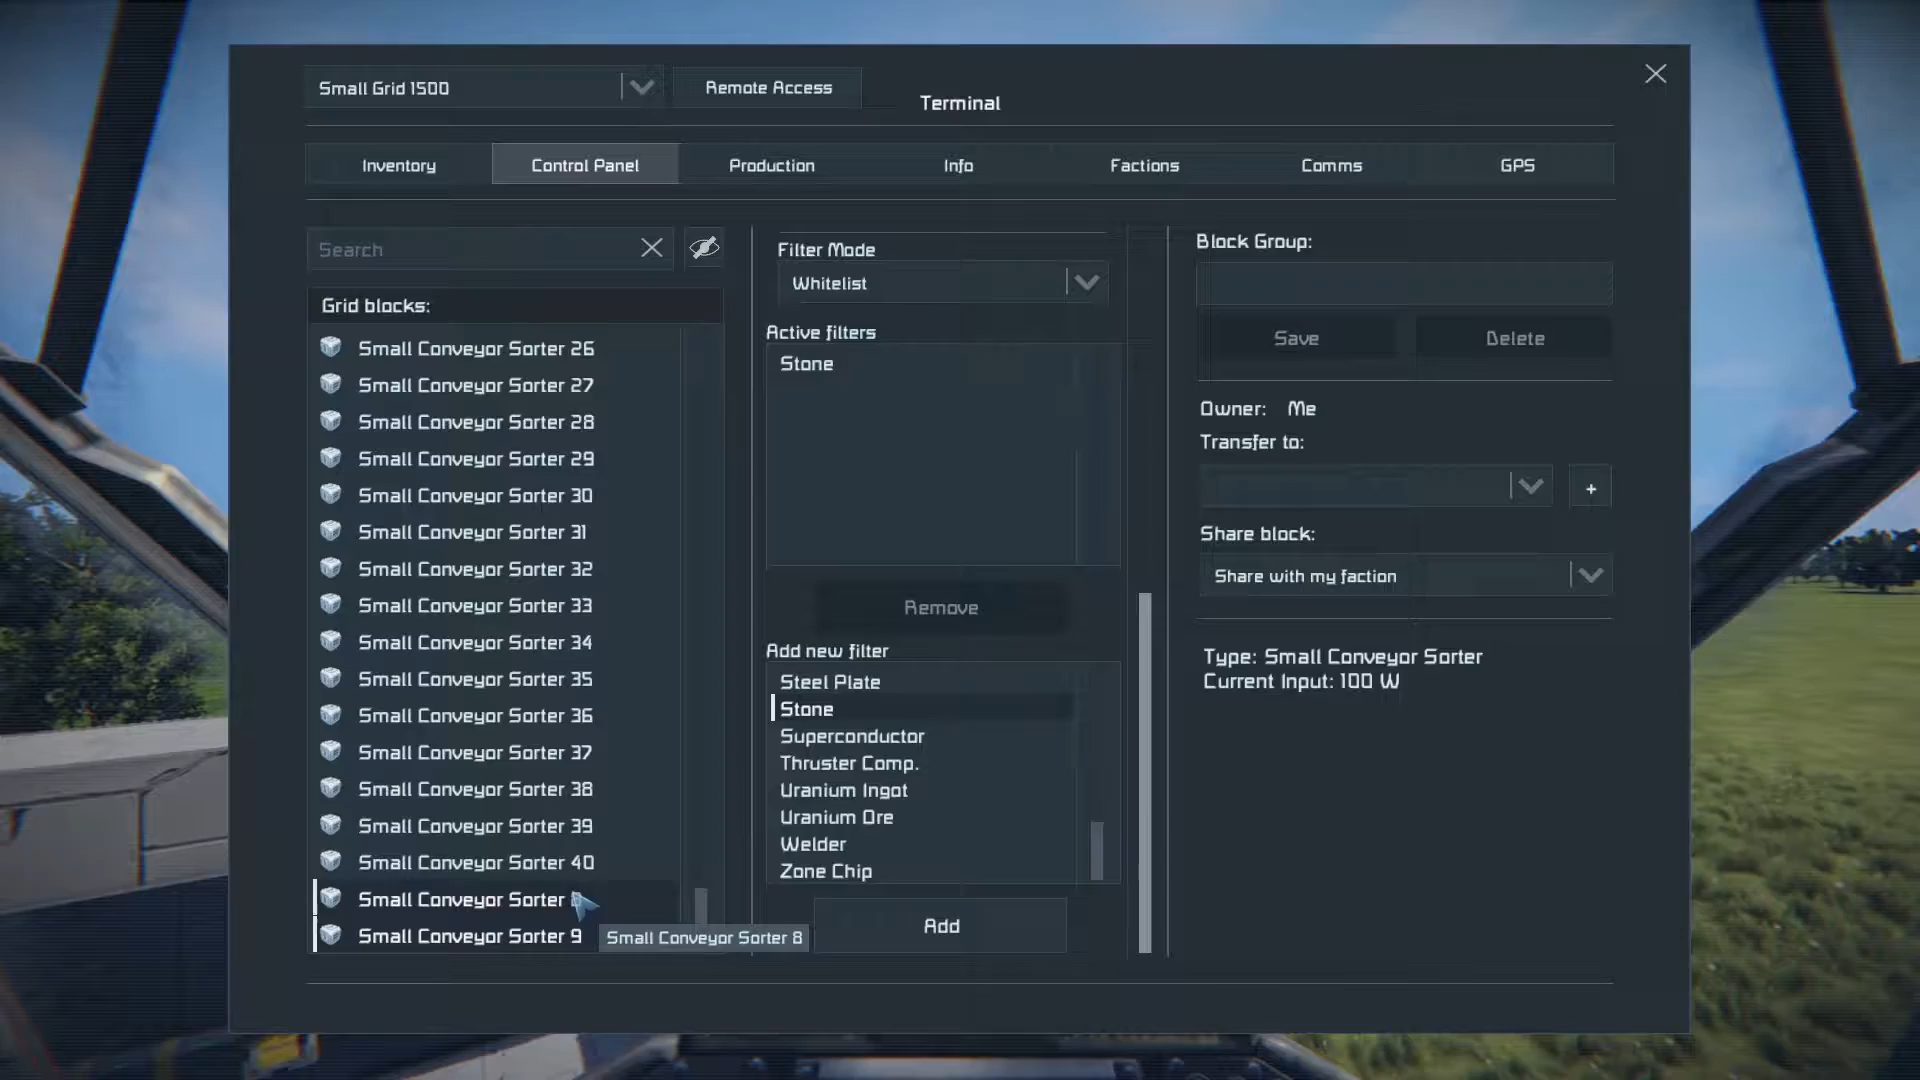 Small Grid 1500
Remote Access
Terminal
Inventory
Control Panel
Production
Info
Factions
Comms
GPS
Search
Grid blocks:
Small Conveyor Sorter 26
Small Conveyor Sorter 27
Small Conveyor Sorter 28
Small Conveyor Sorter 29
Small Conveyor Sorter 30
Small Conveyor Sorter 31
Small Conveyor Sorter 32
Small Conveyor Sorter 33
Small Conveyor Sorter 34
Small Conveyor Sorter 35
Small Conveyor Sorter 36
Small Conveyor Sorter 37
Small Conveyor Sorter 38
Small Conveyor Sorter 39
Small Conveyor Sorter 40
Small Conveyor Sorter 8
Small Conveyor Sorter 9
Small Conveyor Sorter 8
Filter Mode
Whitelist
Active filters
Stone
Remove
Add new filter
Steel Plate
Stone
Superconductor
Thruster Comp.
Uranium Ingot
Uranium Ore
Welder
Zone Chip
Add
Block Group:
Save
Delete
Owner: Me
Transfer to:
+
Share block:
Share with my faction
Type: Small Conveyor Sorter
Current Input: 100 W